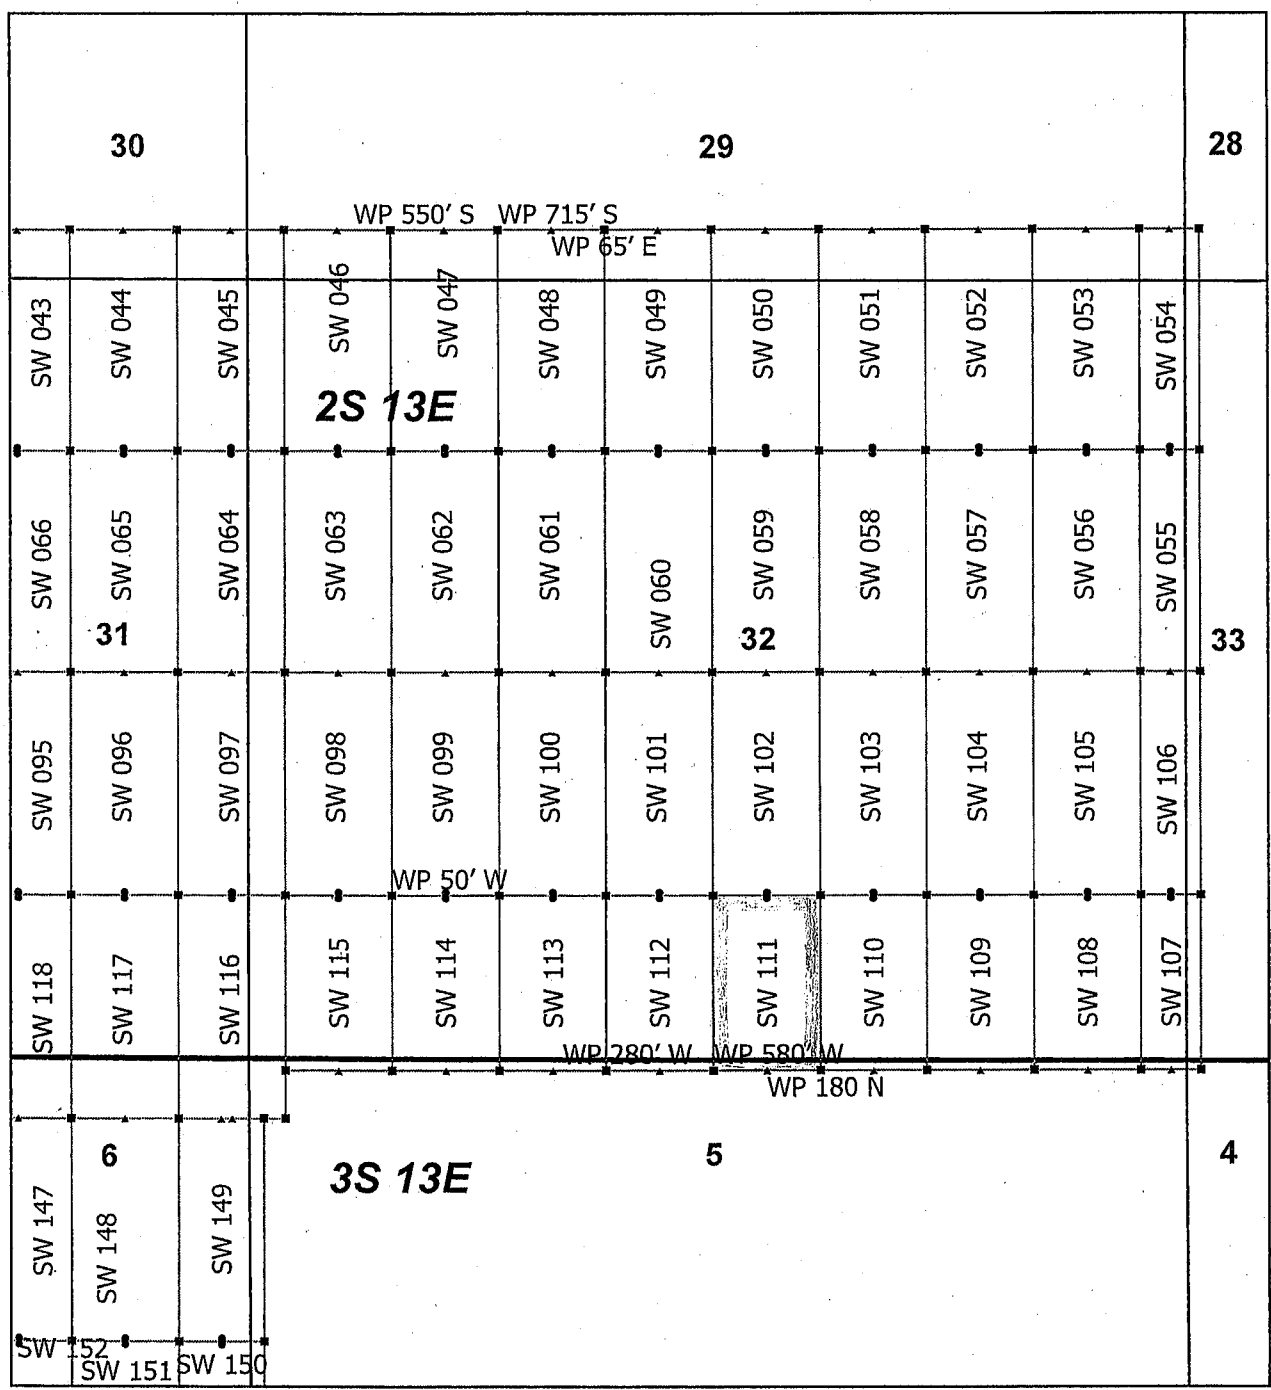 30
29
28
WP 550' S
WP 715' S
WP 65' E
SW 043
SW 044
SW 045
SW 046
SW 047
SW 048
SW 049
SW 050
SW 051
SW 052
SW 053
SW 054
2S 13E
SW 066
SW 065
SW 064
SW 063
SW 062
SW 061
SW 060
SW 059
SW 058
SW 057
SW 056
SW 055
31
32
33
SW 095
SW 096
SW 097
SW 098
SW 099
SW 100
SW 101
SW 102
SW 103
SW 104
SW 105
SW 106
WP 50' W
SW 118
SW 117
SW 116
SW 115
SW 114
SW 113
SW 112
SW 111
SW 110
SW 109
SW 108
SW 107
WP 280' W
WP 580' W
WP 180 N
6
3S 13E
5
4
SW 147
SW 148
SW 149
SW 152
SW 151
SW 150